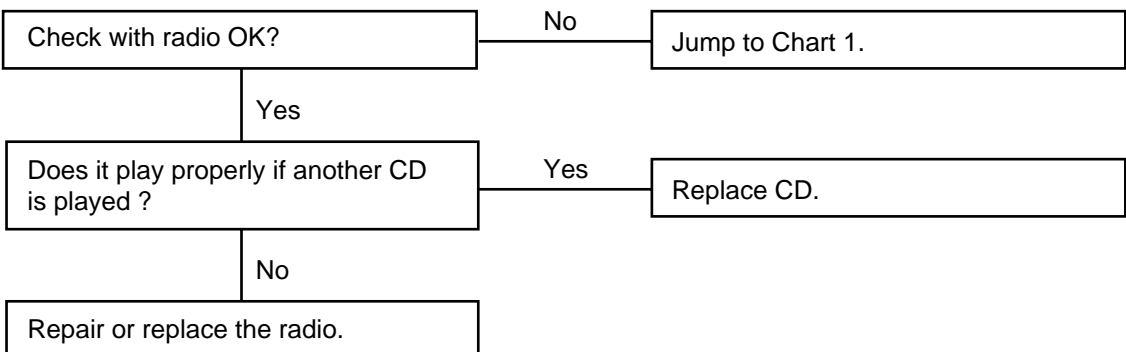 Check with radio OK?
No
Jump to Chart 1.
Yes
Does it play properly if another CD
is played ?
Yes
Replace CD.
No
Repair or replace the radio.